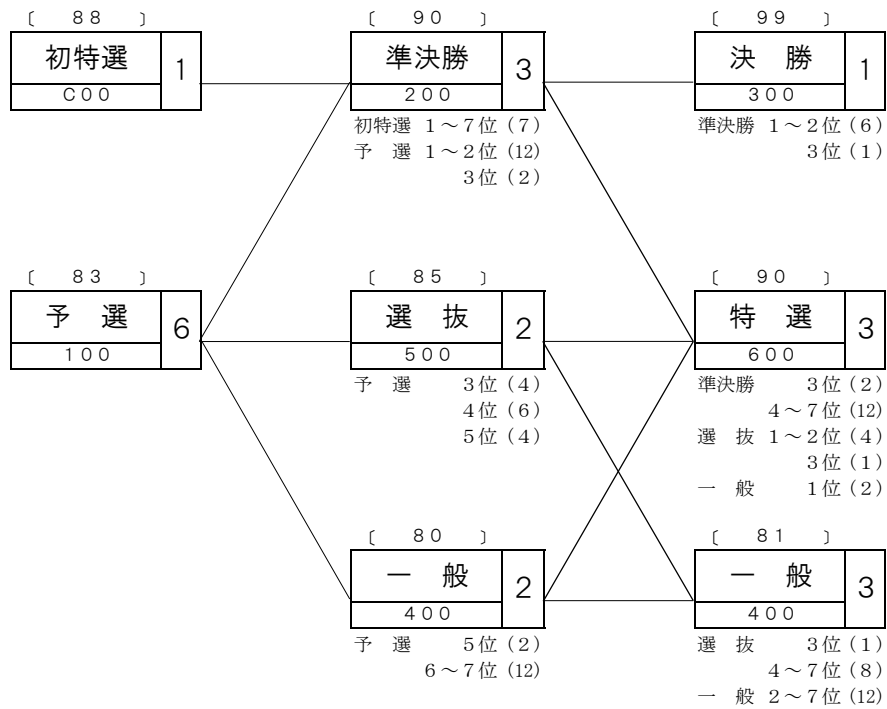 〔 88 〕
初特選 1
C00
〔 90 〕
準決勝 3
200
初特選 1～7位(7)
予 選 1～2位(12)
3位(2)
〔 99 〕
決 勝 1
300
準決勝 1～2位(6)
3位(1)
〔 83 〕
予 選 6
100
〔 85 〕
選 抜 2
500
予 選 3位(4)
4位(6)
5位(4)
〔 90 〕
特 選 3
600
準決勝 3位(2)
4～7位(12)
選 抜 1～2位(4)
3位(1)
一 般 1位(2)
〔 80 〕
一 般 2
400
予 選 5位(2)
6～7位(12)
〔 81 〕
一 般 3
400
選 抜 3位(1)
4～7位(8)
一 般 2～7位(12)